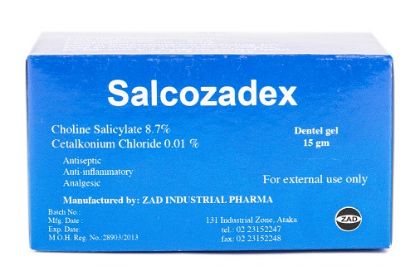 Salcozadex
Choline Salicylate 8.7%
Cetalkonium Chloride 0.01 %
Dentel gel
15 gm
Antiseptic
Anti-inflammatory
Analgesic
For external use only
Manufactured by: ZAD INDUSTRIAL PHARMA
Batch No :
Mfg. Date :
Exp. Date:
M.O.H. Reg. No.:28903/2013
131 Industrial Zone, Ataka
tel.: 02 23152247
fax: 02 23152248
ZAD